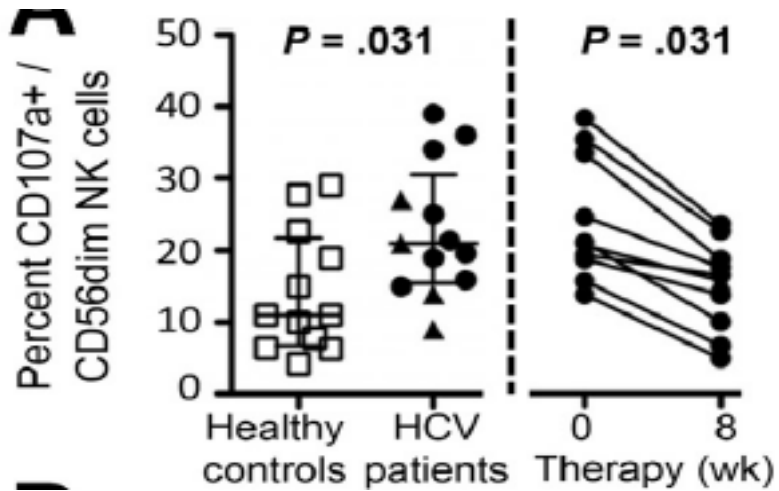 A
Percent CD107a+ /
CD56dim NK cells
50
40
30
20
10
0
P = .031
P = .031
Healthy
controls
HCV
patients
0
8
Therapy (wk)